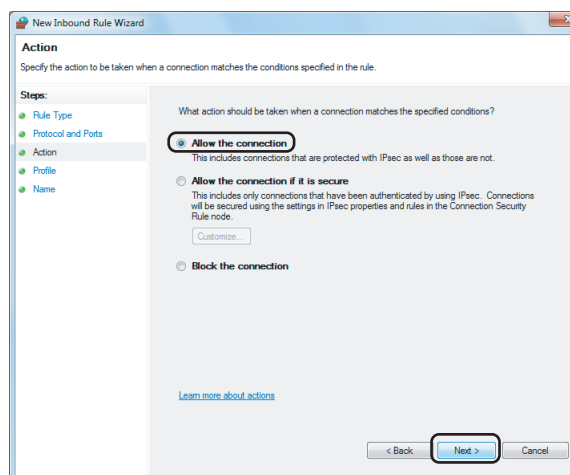 New Inbound Rule Wizard
Action
Specify the action to be taken when a connection matches the conditions specified in the rule.
Steps:
Rule Type
Protocol and Ports
Action
Profile
Name
What action should be taken when a connection matches the specified conditions?
Allow the connection
This includes connections that are protected with IPsec as well as those are not.
Allow the connection if it is secure
This includes only connections that have been authenticated by using IPsec. Connections
will be secured using the settings in IPsec properties and rules in the Connection Security
Rule node.
Customize...
Block the connection
Learn more about actions
< Back
Next >
Cancel